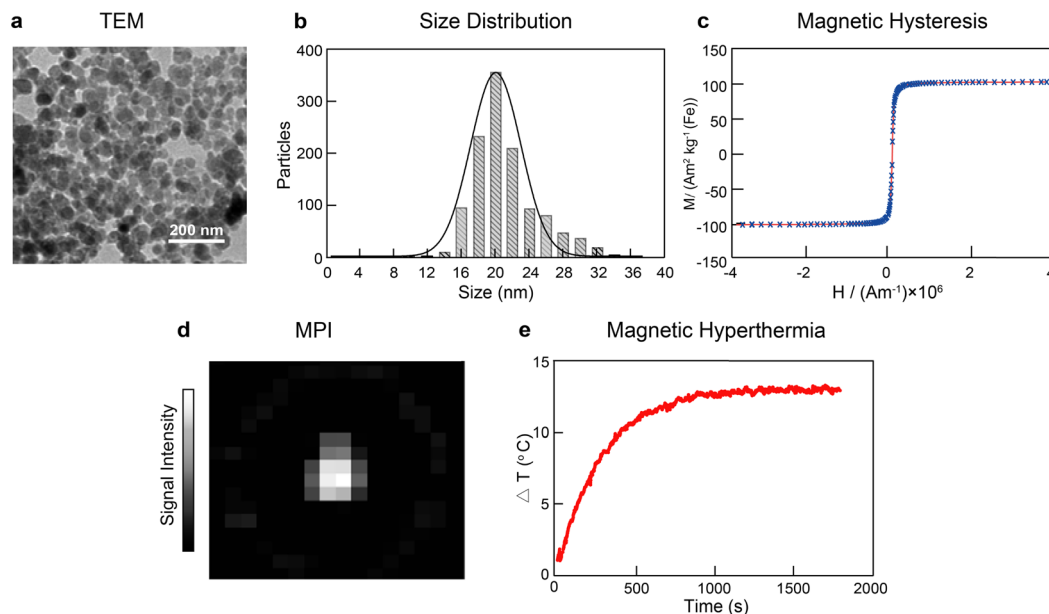 a TEM
200 nm
b Size Distribution
Particles
400
300
200
100
0
0 4 8 12 16 20 24 28 32 36 40
Size (nm)
c Magnetic Hysteresis
M/ (Am² kg⁻¹ (Fe))
150
100
50
0
-50
-100
-150
-4 -2 0 2 4
H / (Am⁻¹)×10⁶
d MPI
Signal Intensity
e Magnetic Hyperthermia
△ T (°C)
15
10
5
0
0 500 1000 1500 2000
Time (s)